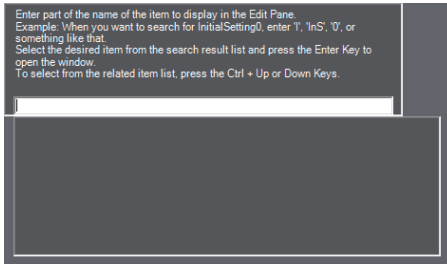 Enter part of the name of the item to display in the Edit Pane.
Example: When you want to search for InitialSetting0, enter 'I', 'InS', '0', or
something like that.
Select the desired item from the search result list and press the Enter Key to
open the window.
To select from the related item list, press the Ctrl + Up or Down Keys.